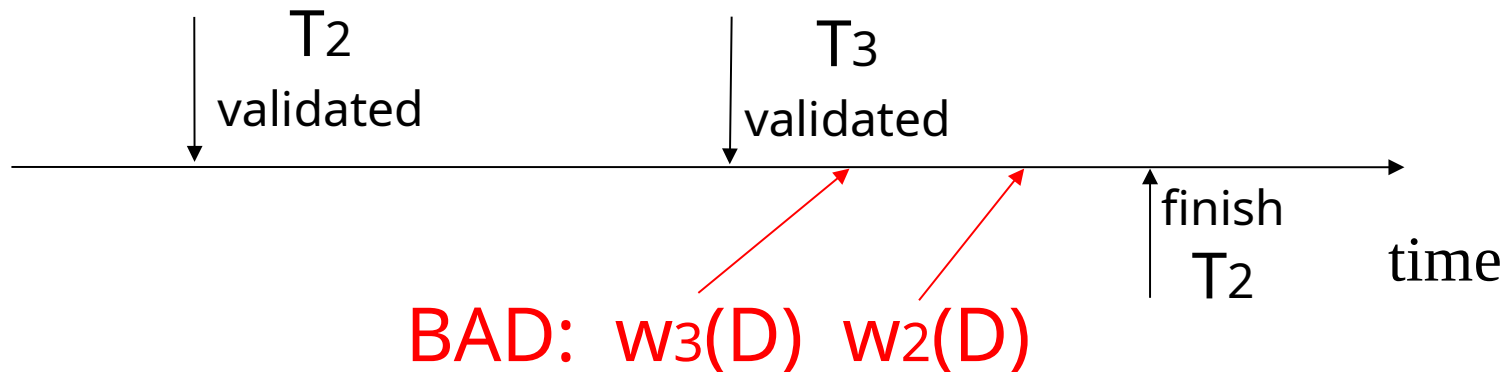 T2
validated
T3
validated
finish
T2
time
BAD: w3(D) w2(D)